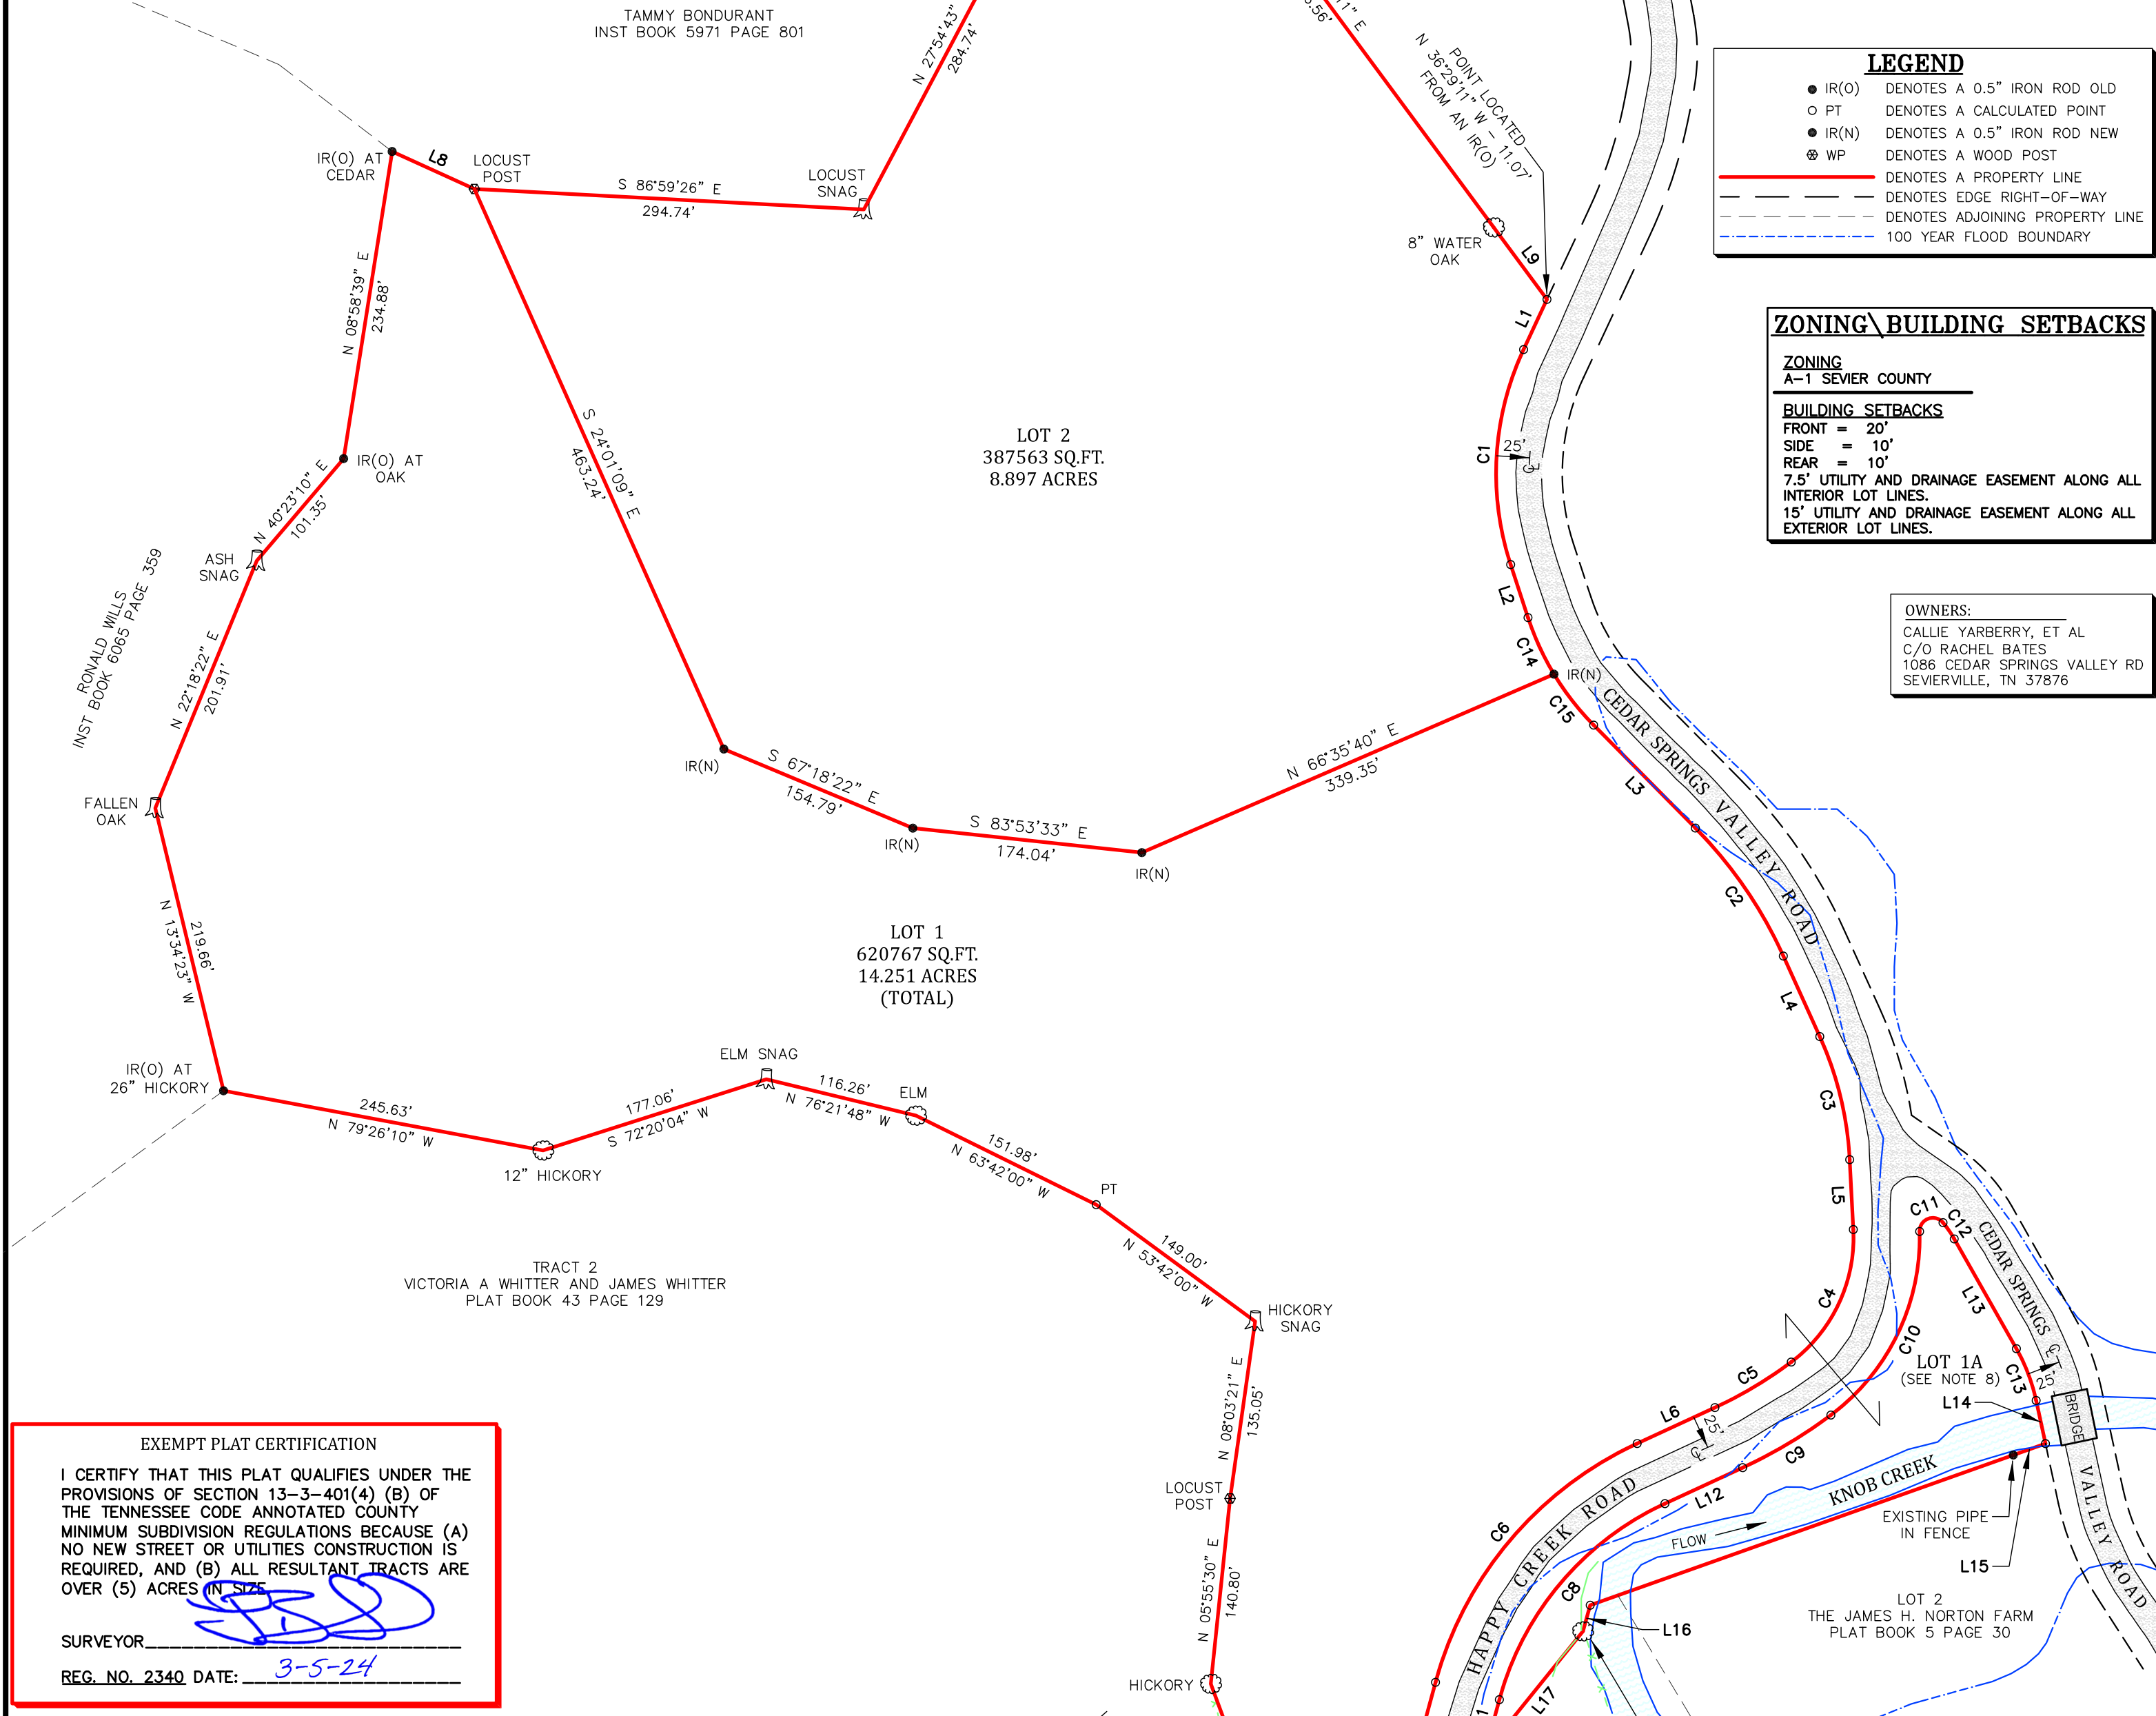 TAMMY BONDURANT
INST BOOK 5971 PAGE 801
N 27°54'43"
284.74'
11" E
.56'
POINT LOCATED
N 36°29'11" W - 11.07'
FROM AN IR(O)
LEGEND
IR(O) DENOTES A 0.5" IRON ROD OLD
PT DENOTES A CALCULATED POINT
IR(N) DENOTES A 0.5" IRON ROD NEW
WP DENOTES A WOOD POST
DENOTES A PROPERTY LINE
DENOTES EDGE RIGHT-OF-WAY
DENOTES ADJOINING PROPERTY LINE
100 YEAR FLOOD BOUNDARY
IR(O) AT
CEDAR
L8
LOCUST
POST
S 86°59'26" E
294.74'
LOCUST
SNAG
8" WATER
OAK
L9
L1
N 08°58'39" E
234.88'
ZONING\BUILDING SETBACKS
ZONING
A-1 SEVIER COUNTY
BUILDING SETBACKS
FRONT = 20'
SIDE = 10'
REAR = 10'
7.5' UTILITY AND DRAINAGE EASEMENT ALONG ALL
INTERIOR LOT LINES.
15' UTILITY AND DRAINAGE EASEMENT ALONG ALL
EXTERIOR LOT LINES.
S 24°01'09" E
463.24'
LOT 2
387563 SQ.FT.
8.897 ACRES
C1
25'
CL
IR(O) AT
OAK
N 40°23'10" E
101.35'
ASH
SNAG
RONALD WILLS
INST BOOK 6065 PAGE 359
N 22°18'22" E
201.91'
L2
C14
IR(N)
C15
OWNERS:
CALLIE YARBERRY, ET AL
C/O RACHEL BATES
1086 CEDAR SPRINGS VALLEY RD
SEVIERVILLE, TN 37876
CEDAR SPRINGS VALLEY ROAD
IR(N)
S 67°18'22" E
154.79'
IR(N)
S 83°53'33" E
174.04'
IR(N)
N 66°35'40" E
339.35'
L3
C2
L4
C3
L5
FALLEN
OAK
219.66'
N 13°34'23" W
LOT 1
620767 SQ.FT.
14.251 ACRES
(TOTAL)
IR(O) AT
26" HICKORY
245.63'
N 79°26'10" W
12" HICKORY
177.06'
S 72°20'04" W
ELM SNAG
116.26'
N 76°21'48" W
ELM
151.98'
N 63°42'00" W
PT
149.00'
N 53°42'00" W
HICKORY
SNAG
TRACT 2
VICTORIA A WHITTER AND JAMES WHITTER
PLAT BOOK 43 PAGE 129
C11
C12
CEDAR SPRINGS
L13
C4
C10
LOT 1A
(SEE NOTE 8)
C13
CL
25'
L14
BRIDGE
VALLEY ROAD
C5
L6
25'
CL
C9
L12
KNOB CREEK
FLOW
EXISTING PIPE
IN FENCE
L15
N 08°03'21" E
135.05'
LOCUST
POST
N 05°55'30" E
140.80'
HICKORY
C6
HAPPY CREEK ROAD
C8
L16
L17
1
LOT 2
THE JAMES H. NORTON FARM
PLAT BOOK 5 PAGE 30
EXEMPT PLAT CERTIFICATION
I CERTIFY THAT THIS PLAT QUALIFIES UNDER THE
PROVISIONS OF SECTION 13-3-401(4) (B) OF
THE TENNESSEE CODE ANNOTATED COUNTY
MINIMUM SUBDIVISION REGULATIONS BECAUSE (A)
NO NEW STREET OR UTILITIES CONSTRUCTION IS
REQUIRED, AND (B) ALL RESULTANT TRACTS ARE
OVER (5) ACRES IN SIZE
SURVEYOR
REG. NO. 2340 DATE: 3-5-24